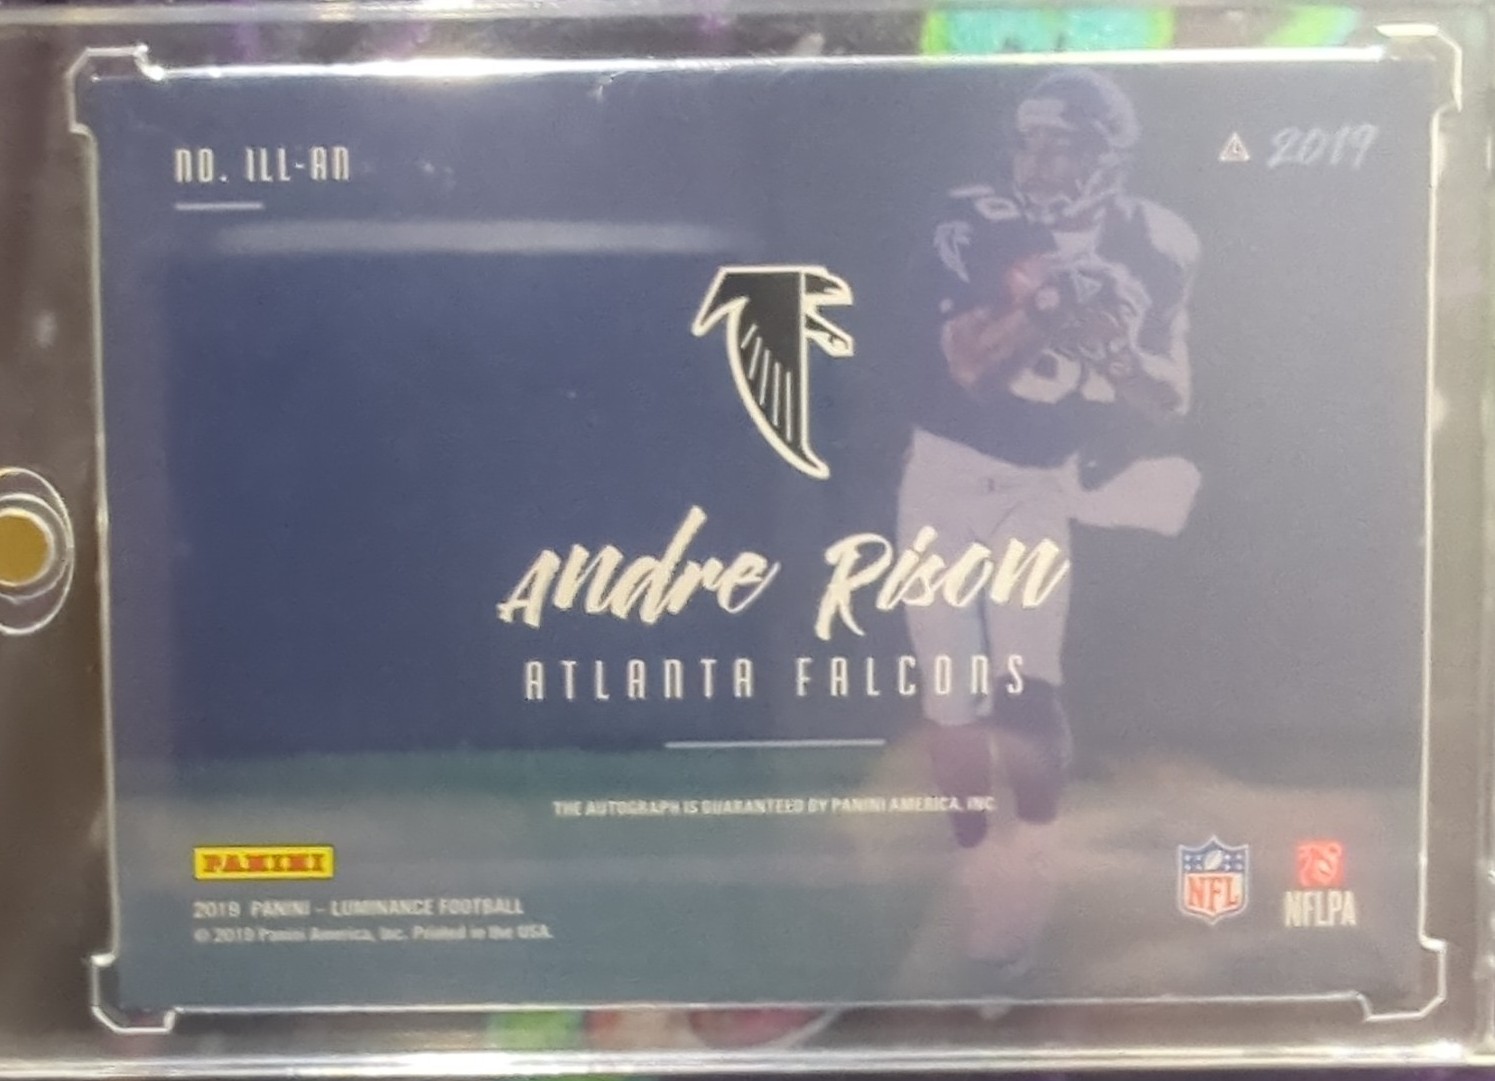 NO. ILL-AN
2019
Andre Rison
ATLANTA FALCONS
THE AUTOGRAPH IS GUARANTEED BY PANINI AMERICA, INC.
PANINI
2019 PANINI – LUMINANCE FOOTBALL
© 2019 Panini America, Inc. Printed in the USA.
NFL
NFLPA